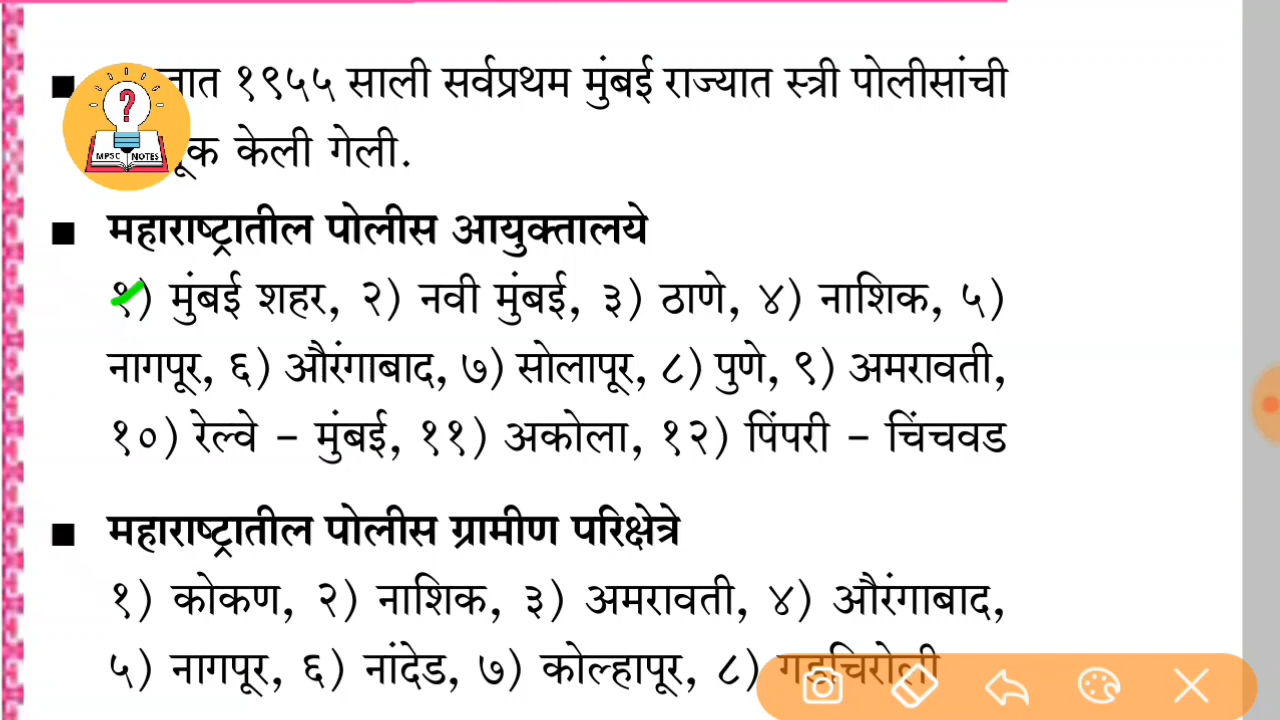 १९५५ साली सर्वप्रथम मुंबई राज्यात स्त्री पोलीसांची
केली गेली.
MPSC NOTES
■ महाराष्ट्रातील पोलीस आयुक्तालये
१) मुंबई शहर, २) नवी मुंबई, ३) ठाणे, ४) नाशिक, ५)
नागपूर, ६) औरंगाबाद, ७) सोलापूर, ८) पुणे, ९) अमरावती,
१०) रेल्वे – मुंबई, ११) अकोला, १२) पिंपरी – चिंचवड
■ महाराष्ट्रातील पोलीस ग्रामीण परिक्षेत्रे
१) कोकण, २) नाशिक, ३) अमरावती, ४) औरंगाबाद,
५) नागपूर, ६) नांदेड, ७) कोल्हापूर, ८) गडचिरोली